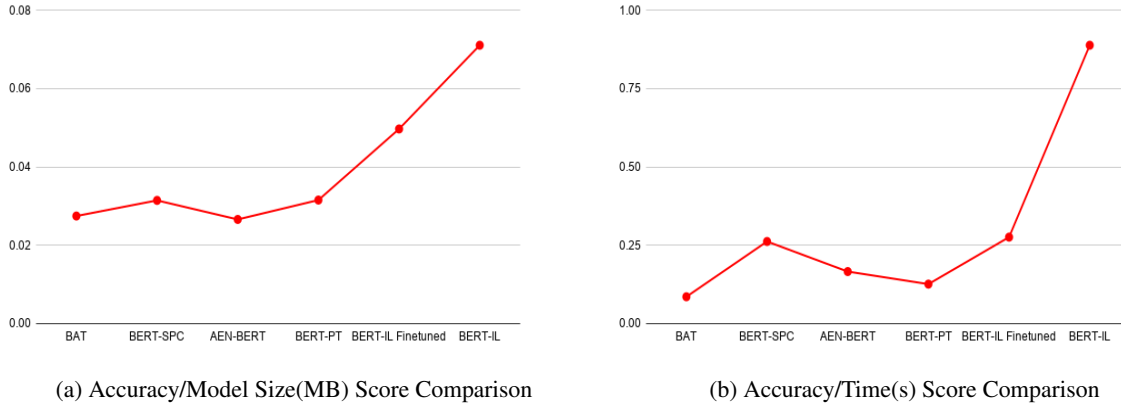 0.08
0.06
0.04
0.02
0.00
BAT BERT-SPC AEN-BERT BERT-PT BERT-IL Finetuned BERT-IL
(a) Accuracy/Model Size(MB) Score Comparison
1.00
0.75
0.50
0.25
0.00
BAT BERT-SPC AEN-BERT BERT-PT BERT-IL Finetuned BERT-IL
(b) Accuracy/Time(s) Score Comparison